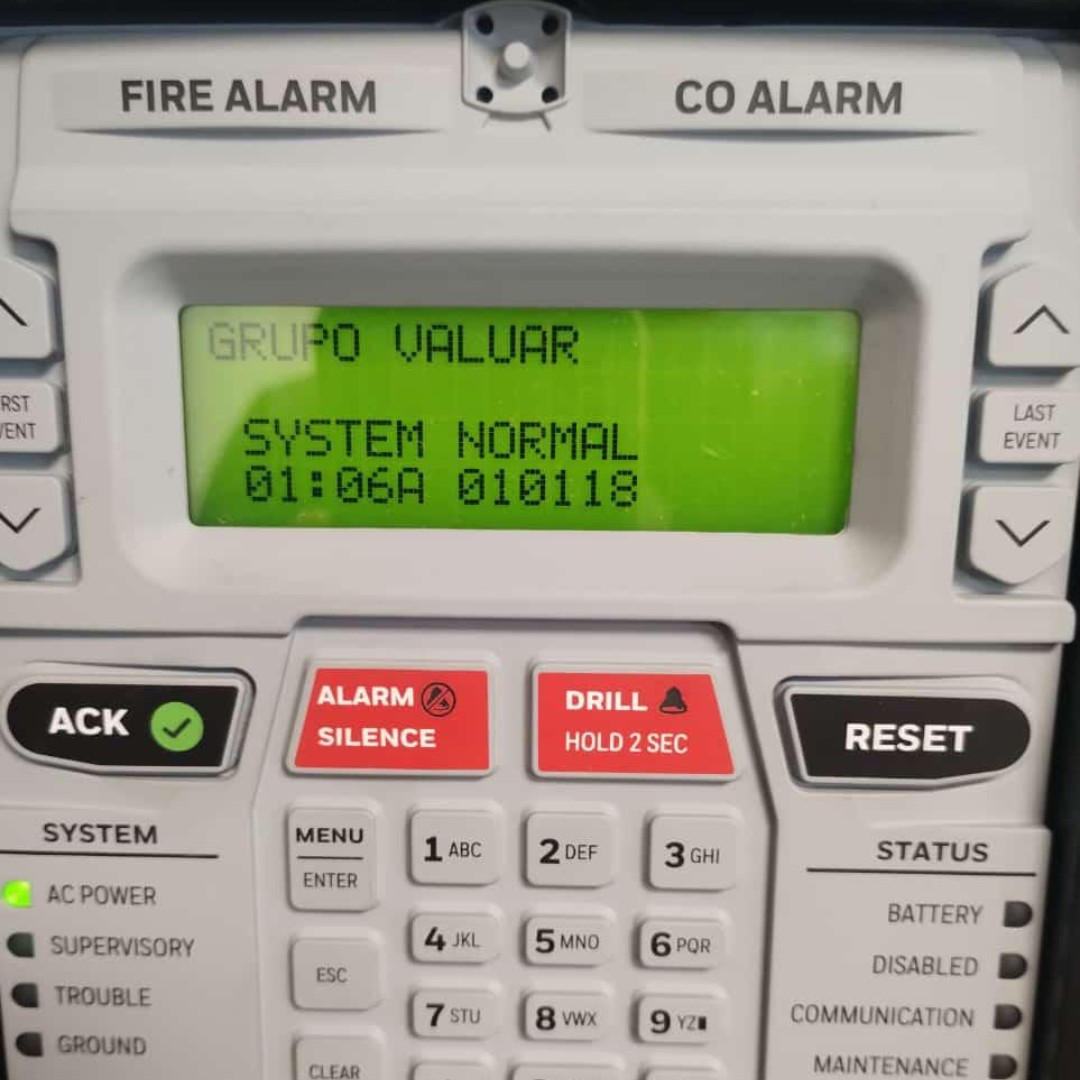 FIRE ALARM
CO ALARM
GRUPO VALUAR
SYSTEM NORMAL
01:06A 010118
LAST
EVENT
ACK
ALARM
SILENCE
DRILL
HOLD 2 SEC
RESET
SYSTEM
AC POWER
SUPERVISORY
TROUBLE
GROUND
MENU
ENTER
1 ABC
2 DEF
3 GHI
ESC
4 JKL
5 MNO
6 PQR
CLEAR
7 STU
8 VWX
9 YZ
STATUS
BATTERY
DISABLED
COMMUNICATION
MAINTENANCE